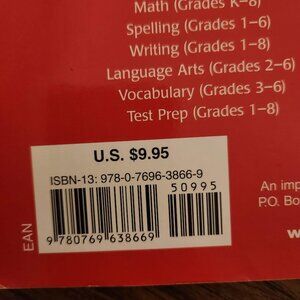 Math (Grades K–8)
Spelling (Grades 1–6)
Writing (Grades 1–8)
Language Arts (Grades 2–6)
Vocabulary (Grades 3–6)
Test Prep (Grades 1–8)
U.S. $9.95
ISBN-13: 978-0-7696-3866-9
50995
EAN
9 780769 638669
An imp
P.O. Bo
w